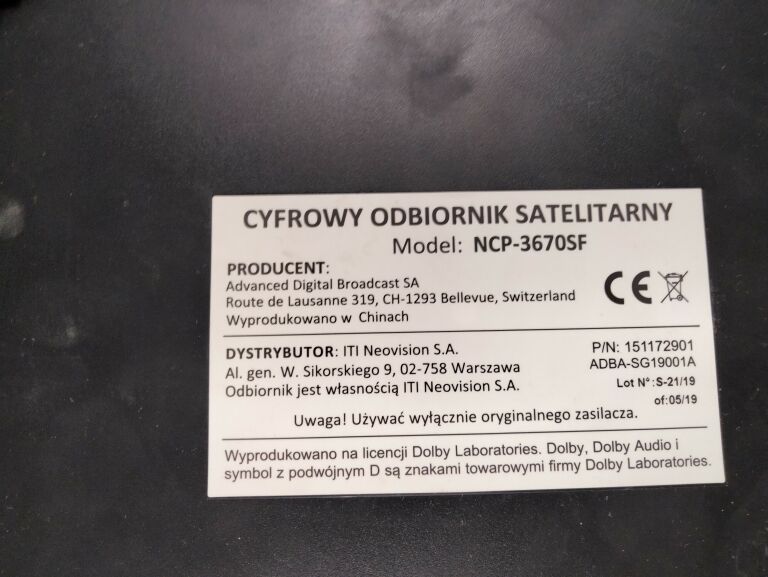 CYFROWY ODBIORNIK SATELITARNY
Model: NCP-3670SF
PRODUCENT:
Advanced Digital Broadcast SA
Route de Lausanne 319, CH-1293 Bellevue, Switzerland
Wyprodukowano w Chinach
CE
DYSTRYBUTOR: ITI Neovision S.A.
Al. gen. W. Sikorskiego 9, 02-758 Warszawa
Odbiornik jest własnością ITI Neovision S.A.
P/N: 151172901
ADBA-SG19001A
Lot N° :S-21/19
of:05/19
Uwaga! Używać wyłącznie oryginalnego zasilacza.
Wyprodukowano na licencji Dolby Laboratories. Dolby, Dolby Audio i
symbol z podwójnym D są znakami towarowymi firmy Dolby Laboratories.